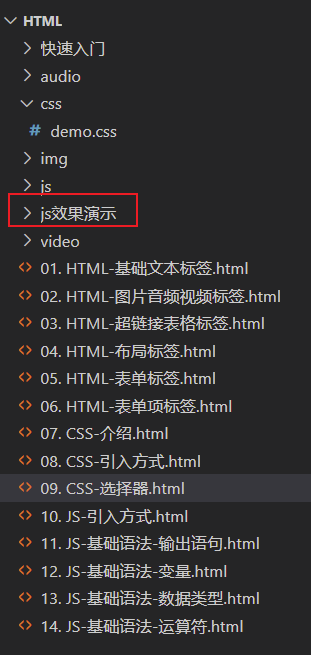 HTML
快速入门
audio
css
# demo.css
img
js
js效果演示
video
01. HTML-基础文本标签.html
02. HTML-图片音频视频标签.html
03. HTML-超链接表格标签.html
04. HTML-布局标签.html
05. HTML-表单标签.html
06. HTML-表单项标签.html
07. CSS-介绍.html
08. CSS-引入方式.html
09. CSS-选择器.html
10. JS-引入方式.html
11. JS-基础语法-输出语句.html
12. JS-基础语法-变量.html
13. JS-基础语法-数据类型.html
14. JS-基础语法-运算符.html